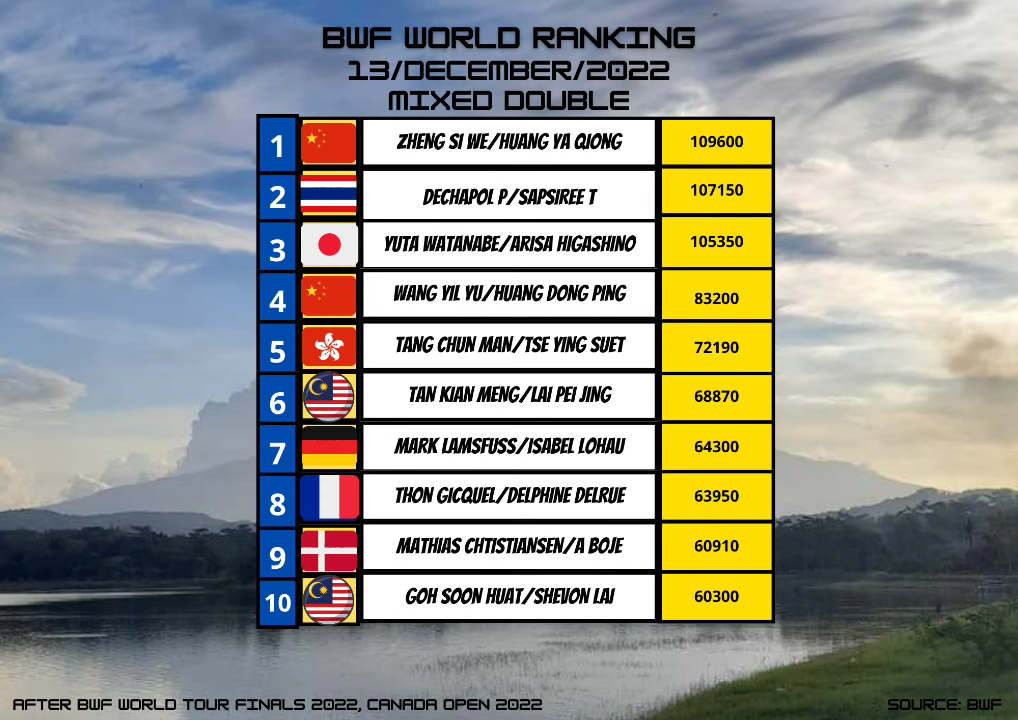 BWF WORLD RANKING
13/DECEMBER/2022
MIXED DOUBLE
1 ZHENG SI WE/HUANG YA QIONG 109600
2 DECHAPOL P/SAPSIREE T 107150
3 YUTA WATANABE/ARISA HIGASHINO 105350
4 WANG YIL YU/HUANG DONG PING 83200
5 TANG CHUN MAN/TSE YING SUET 72190
6 TAN KIAN MENG/LAI PEI JING 68870
7 MARK LAMSFUSS/ISABEL LOHAU 64300
8 THON GICQUEL/DELPHINE DELRUE 63950
9 MATHIAS CHTISTIANSEN/A BOJE 60910
10 GOH SOON HUAT/SHEVON LAI 60300
AFTER BWF WORLD TOUR FINALS 2022, CANADA OPEN 2022
SOURCE: BWF